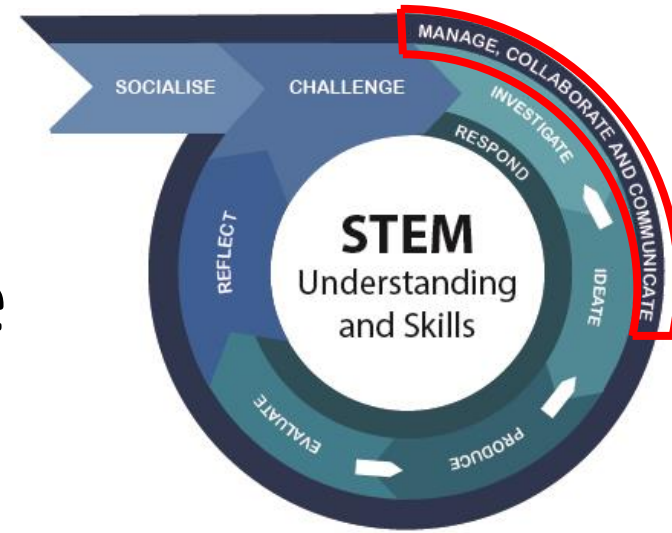 SOCIALISE
CHALLENGE
MANAGE, COLLABORATE AND COMMUNICATE
INVESTIGATE
RESPOND
IDEATE
PRODUCE
EVALUATE
REFLECT
STEM
Understanding
and Skills
e